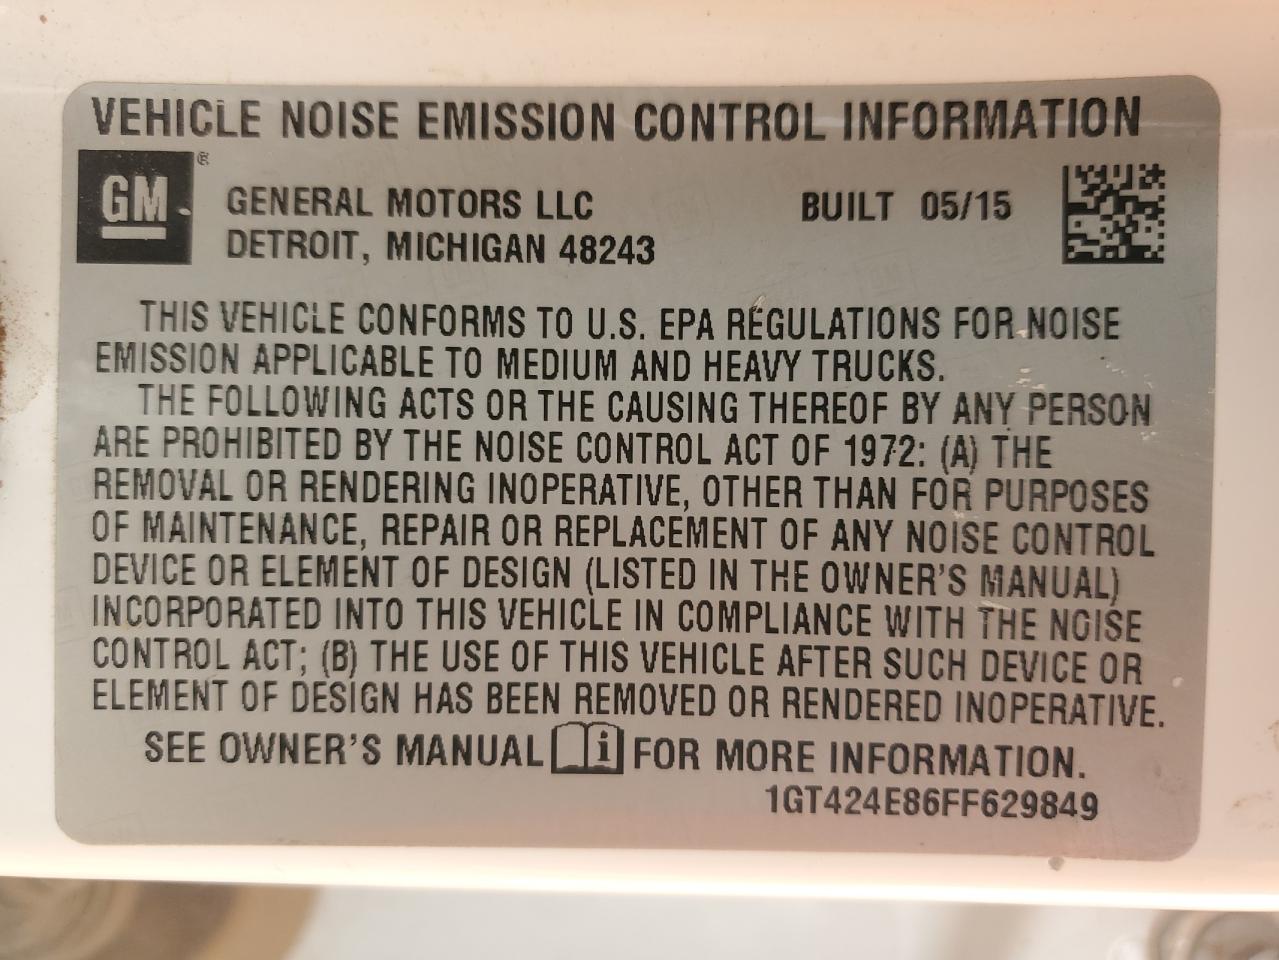 VEHICLE NOISE EMISSION CONTROL INFORMATION
GM ®
GENERAL MOTORS LLC
DETROIT, MICHIGAN 48243
BUILT 05/15
THIS VEHICLE CONFORMS TO U.S. EPA REGULATIONS FOR NOISE
EMISSION APPLICABLE TO MEDIUM AND HEAVY TRUCKS.
THE FOLLOWING ACTS OR THE CAUSING THEREOF BY ANY PERSON
ARE PROHIBITED BY THE NOISE CONTROL ACT OF 1972: (A) THE
REMOVAL OR RENDERING INOPERATIVE, OTHER THAN FOR PURPOSES
OF MAINTENANCE, REPAIR OR REPLACEMENT OF ANY NOISE CONTROL
DEVICE OR ELEMENT OF DESIGN (LISTED IN THE OWNER'S MANUAL)
INCORPORATED INTO THIS VEHICLE IN COMPLIANCE WITH THE NOISE
CONTROL ACT; (B) THE USE OF THIS VEHICLE AFTER SUCH DEVICE OR
ELEMENT OF DESIGN HAS BEEN REMOVED OR RENDERED INOPERATIVE.
SEE OWNER'S MANUAL i FOR MORE INFORMATION.
1GT424E86FF629849